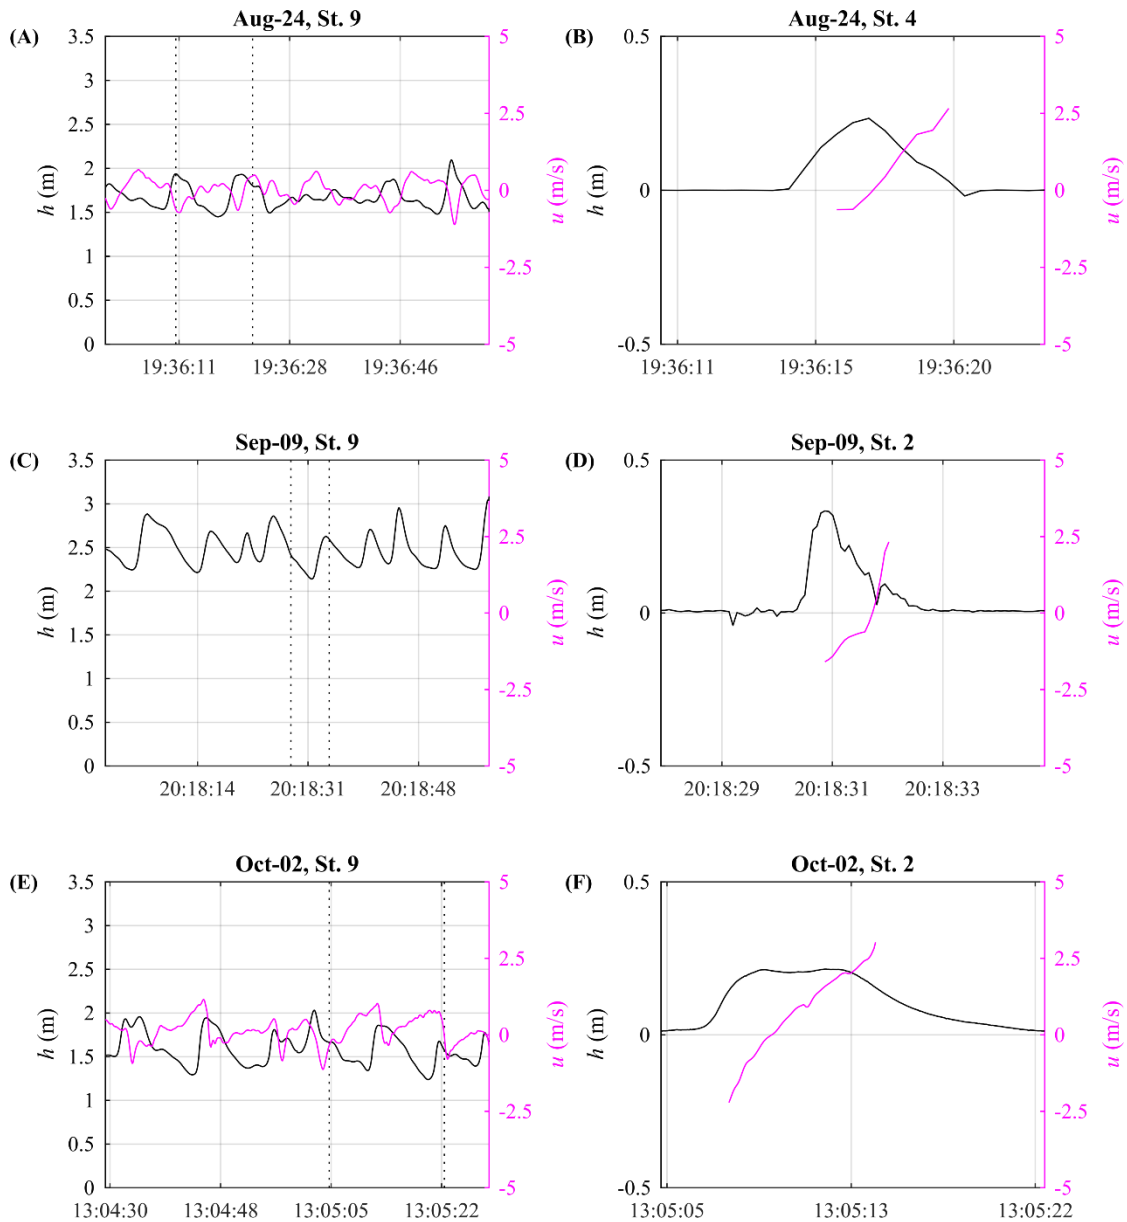 Aug-24, St. 9
(A)
3.5
3
2.5
2
1.5
1
0.5
0
h (m)
5
2.5
0
-2.5
-5
u (m/s)
19:36:11 19:36:28 19:36:46
Aug-24, St. 4
(B)
0.5
0
-0.5
h (m)
5
2.5
0
-2.5
-5
u (m/s)
19:36:11 19:36:15 19:36:20
Sep-09, St. 9
(C)
3.5
3
2.5
2
1.5
1
0.5
0
h (m)
5
2.5
0
-2.5
-5
u (m/s)
20:18:14 20:18:31 20:18:48
Sep-09, St. 2
(D)
0.5
0
-0.5
h (m)
5
2.5
0
-2.5
-5
u (m/s)
20:18:29 20:18:31 20:18:33
Oct-02, St. 9
(E)
3.5
3
2.5
2
1.5
1
0.5
0
h (m)
5
2.5
0
-2.5
-5
u (m/s)
13:04:30 13:04:48 13:05:05 13:05:22
Oct-02, St. 2
(F)
0.5
0
-0.5
h (m)
5
2.5
0
-2.5
-5
u (m/s)
13:05:05 13:05:13 13:05:22